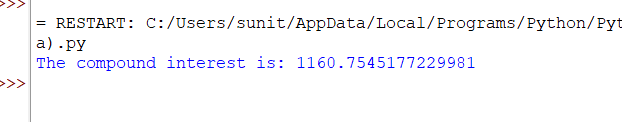 >>>
= RESTART: C:/Users/sunit/AppData/Local/Programs/Python/Pyt
a).py
The compound interest is: 1160.7545177229981
>>>